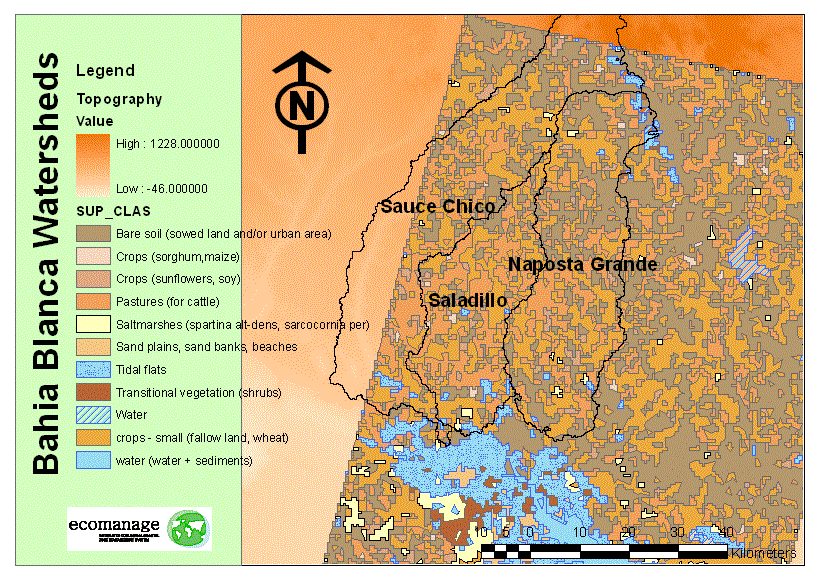 Bahia Blanca Watersheds
Legend
Topography
Value
High : 1228.000000
Low : -46.000000
SUP_CLAS
Bare soil (sowed land and/or urban area)
Crops (sorghum,maize)
Crops (sunflowers, soy)
Pastures (for cattle)
Saltmarshes (spartina alt-dens, sarcocornia per)
Sand plains, sand banks, beaches
Tidal flats
Transitional vegetation (shrubs)
Water
crops - small (fallow land, wheat)
water (water + sediments)
ecomanage
N
Sauce Chico
Naposta Grande
Saladillo
10 5 0 10 20 30 40
Kilometers